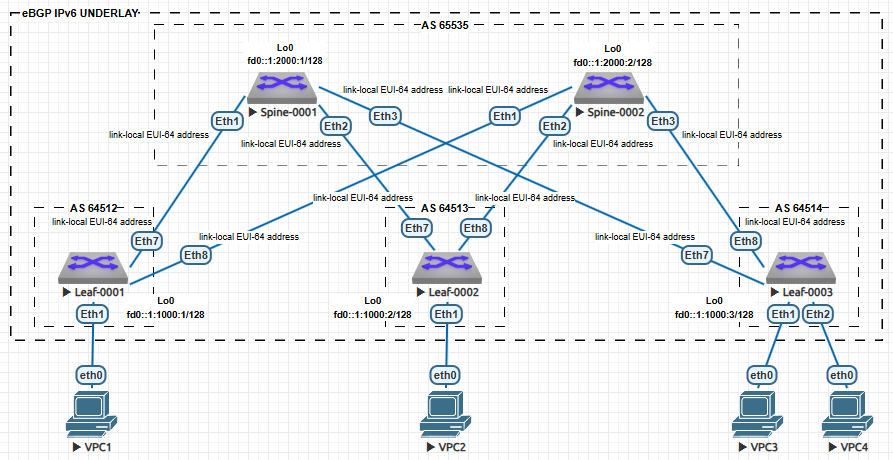 eBGP IPv6 UNDERLAY
AS 65535
Lo0
fd0::1:2000:1/128
Lo0
fd0::1:2000:2/128
link-local EUI-64 address
link-local EUI-64 address
Spine-0001
Spine-0002
Eth1
Eth2
Eth3
Eth1
Eth2
Eth3
link-local EUI-64 address
link-local EUI-64 address
link-local EUI-64 address
link-local EUI-64 address
link-local EUI-64 address
link-local EUI-64 address
AS 64512
AS 64513
AS 64514
link-local EUI-64 address
link-local EUI-64 address
Eth7
link-local EUI-64 address
Eth8
Eth7
Eth8
link-local EUI-64 address
Eth7
Eth8
Leaf-0001
Leaf-0002
Leaf-0003
Lo0
fd0::1:1000:1/128
Lo0
fd0::1:1000:2/128
Lo0
fd0::1:1000:3/128
Eth1
Eth1
Eth1
Eth2
eth0
eth0
eth0
eth0
VPC1
VPC2
VPC3
VPC4